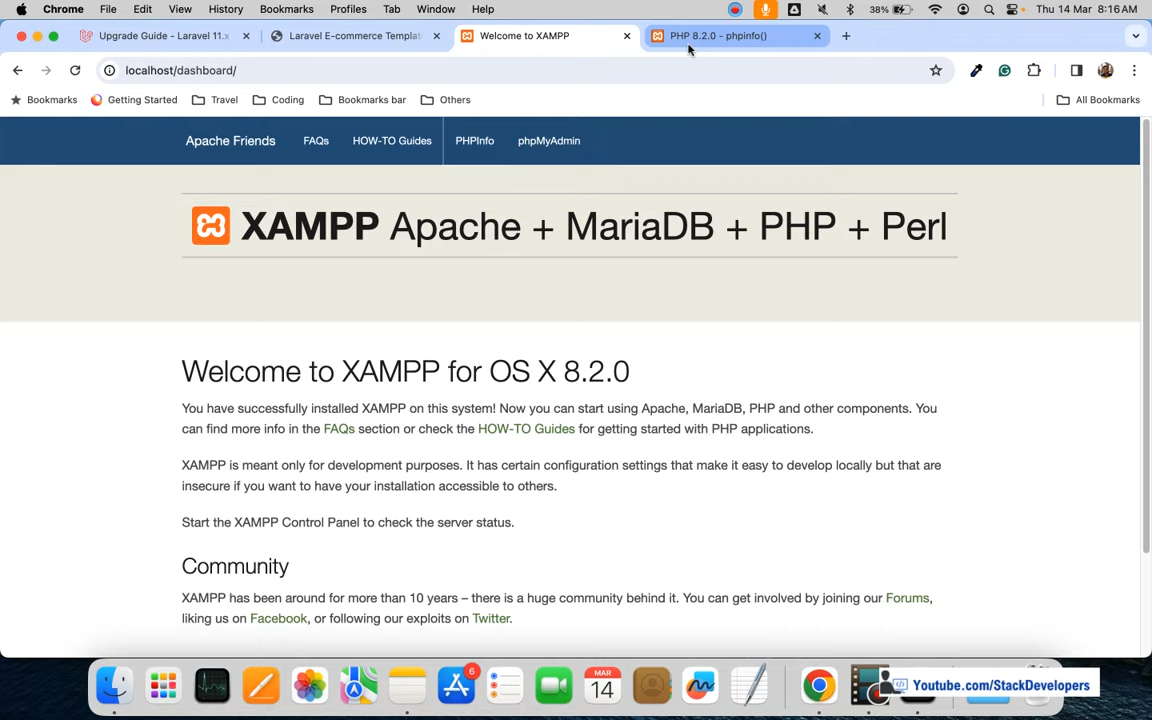 Chrome File Edit View History Bookmarks Profiles Tab Window Help 38% Thu 14 Mar 8:16 AM
Upgrade Guide - Laravel 11.x
Laravel E-commerce Templat
Welcome to XAMPP
PHP 8.2.0 - phpinfo()
localhost/dashboard/
Bookmarks Getting Started Travel Coding Bookmarks bar Others All Bookmarks
Apache Friends FAQs HOW-TO Guides PHPInfo phpMyAdmin
XAMPP Apache + MariaDB + PHP + Perl
Welcome to XAMPP for OS X 8.2.0
You have successfully installed XAMPP on this system! Now you can start using Apache, MariaDB, PHP and other components. You
can find more info in the FAQs section or check the HOW-TO Guides for getting started with PHP applications.
XAMPP is meant only for development purposes. It has certain configuration settings that make it easy to develop locally but that are
insecure if you want to have your installation accessible to others.
Start the XAMPP Control Panel to check the server status.
Community
XAMPP has been around for more than 10 years – there is a huge community behind it. You can get involved by joining our Forums,
liking us on Facebook, or following our exploits on Twitter.
6
MAR
14
Youtube.com/StackDevelopers